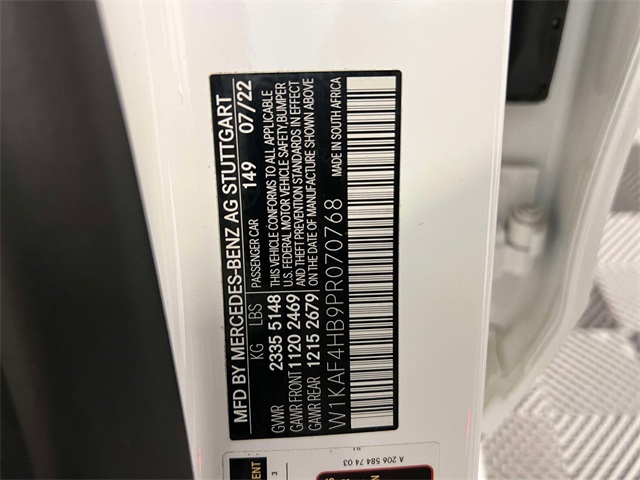 MFD BY MERCEDES-BENZ AG STUTTGART
PASSENGER CAR 149 07/22
KG LBS
THIS VEHICLE CONFORMS TO ALL APPLICABLE
U.S. FEDERAL MOTOR VEHICLE SAFETY, BUMPER
AND THEFT PREVENTION STANDARDS IN EFFECT
ON THE DATE OF MANUFACTURE SHOWN ABOVE
GVWR 2335 5148
GAWR FRONT 1120 2469
GAWR REAR 1215 2679
MADE IN SOUTH AFRICA
W1KAF4HB9PR070768
A 206 584 74 03
3